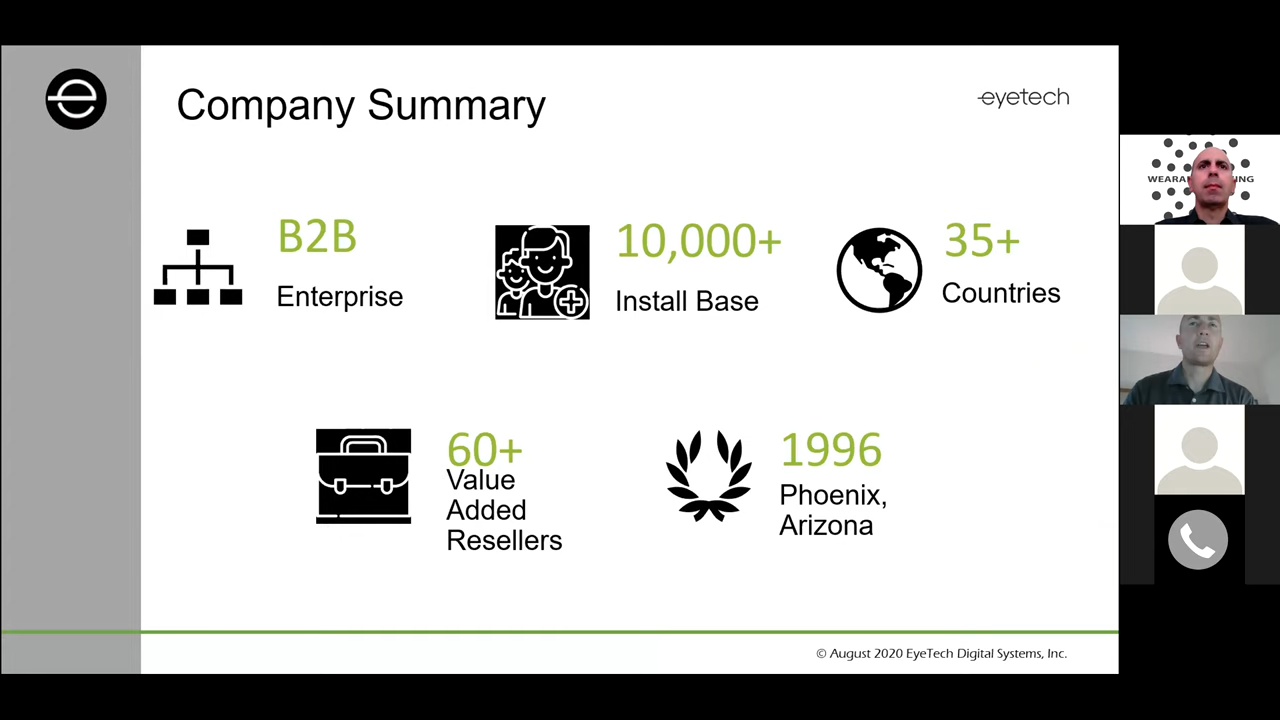 Company Summary
eyetech
B2B
Enterprise
10,000+
Install Base
35+
Countries
60+
Value
Added
Resellers
1996
Phoenix,
Arizona
© August 2020 EyeTech Digital Systems, Inc.